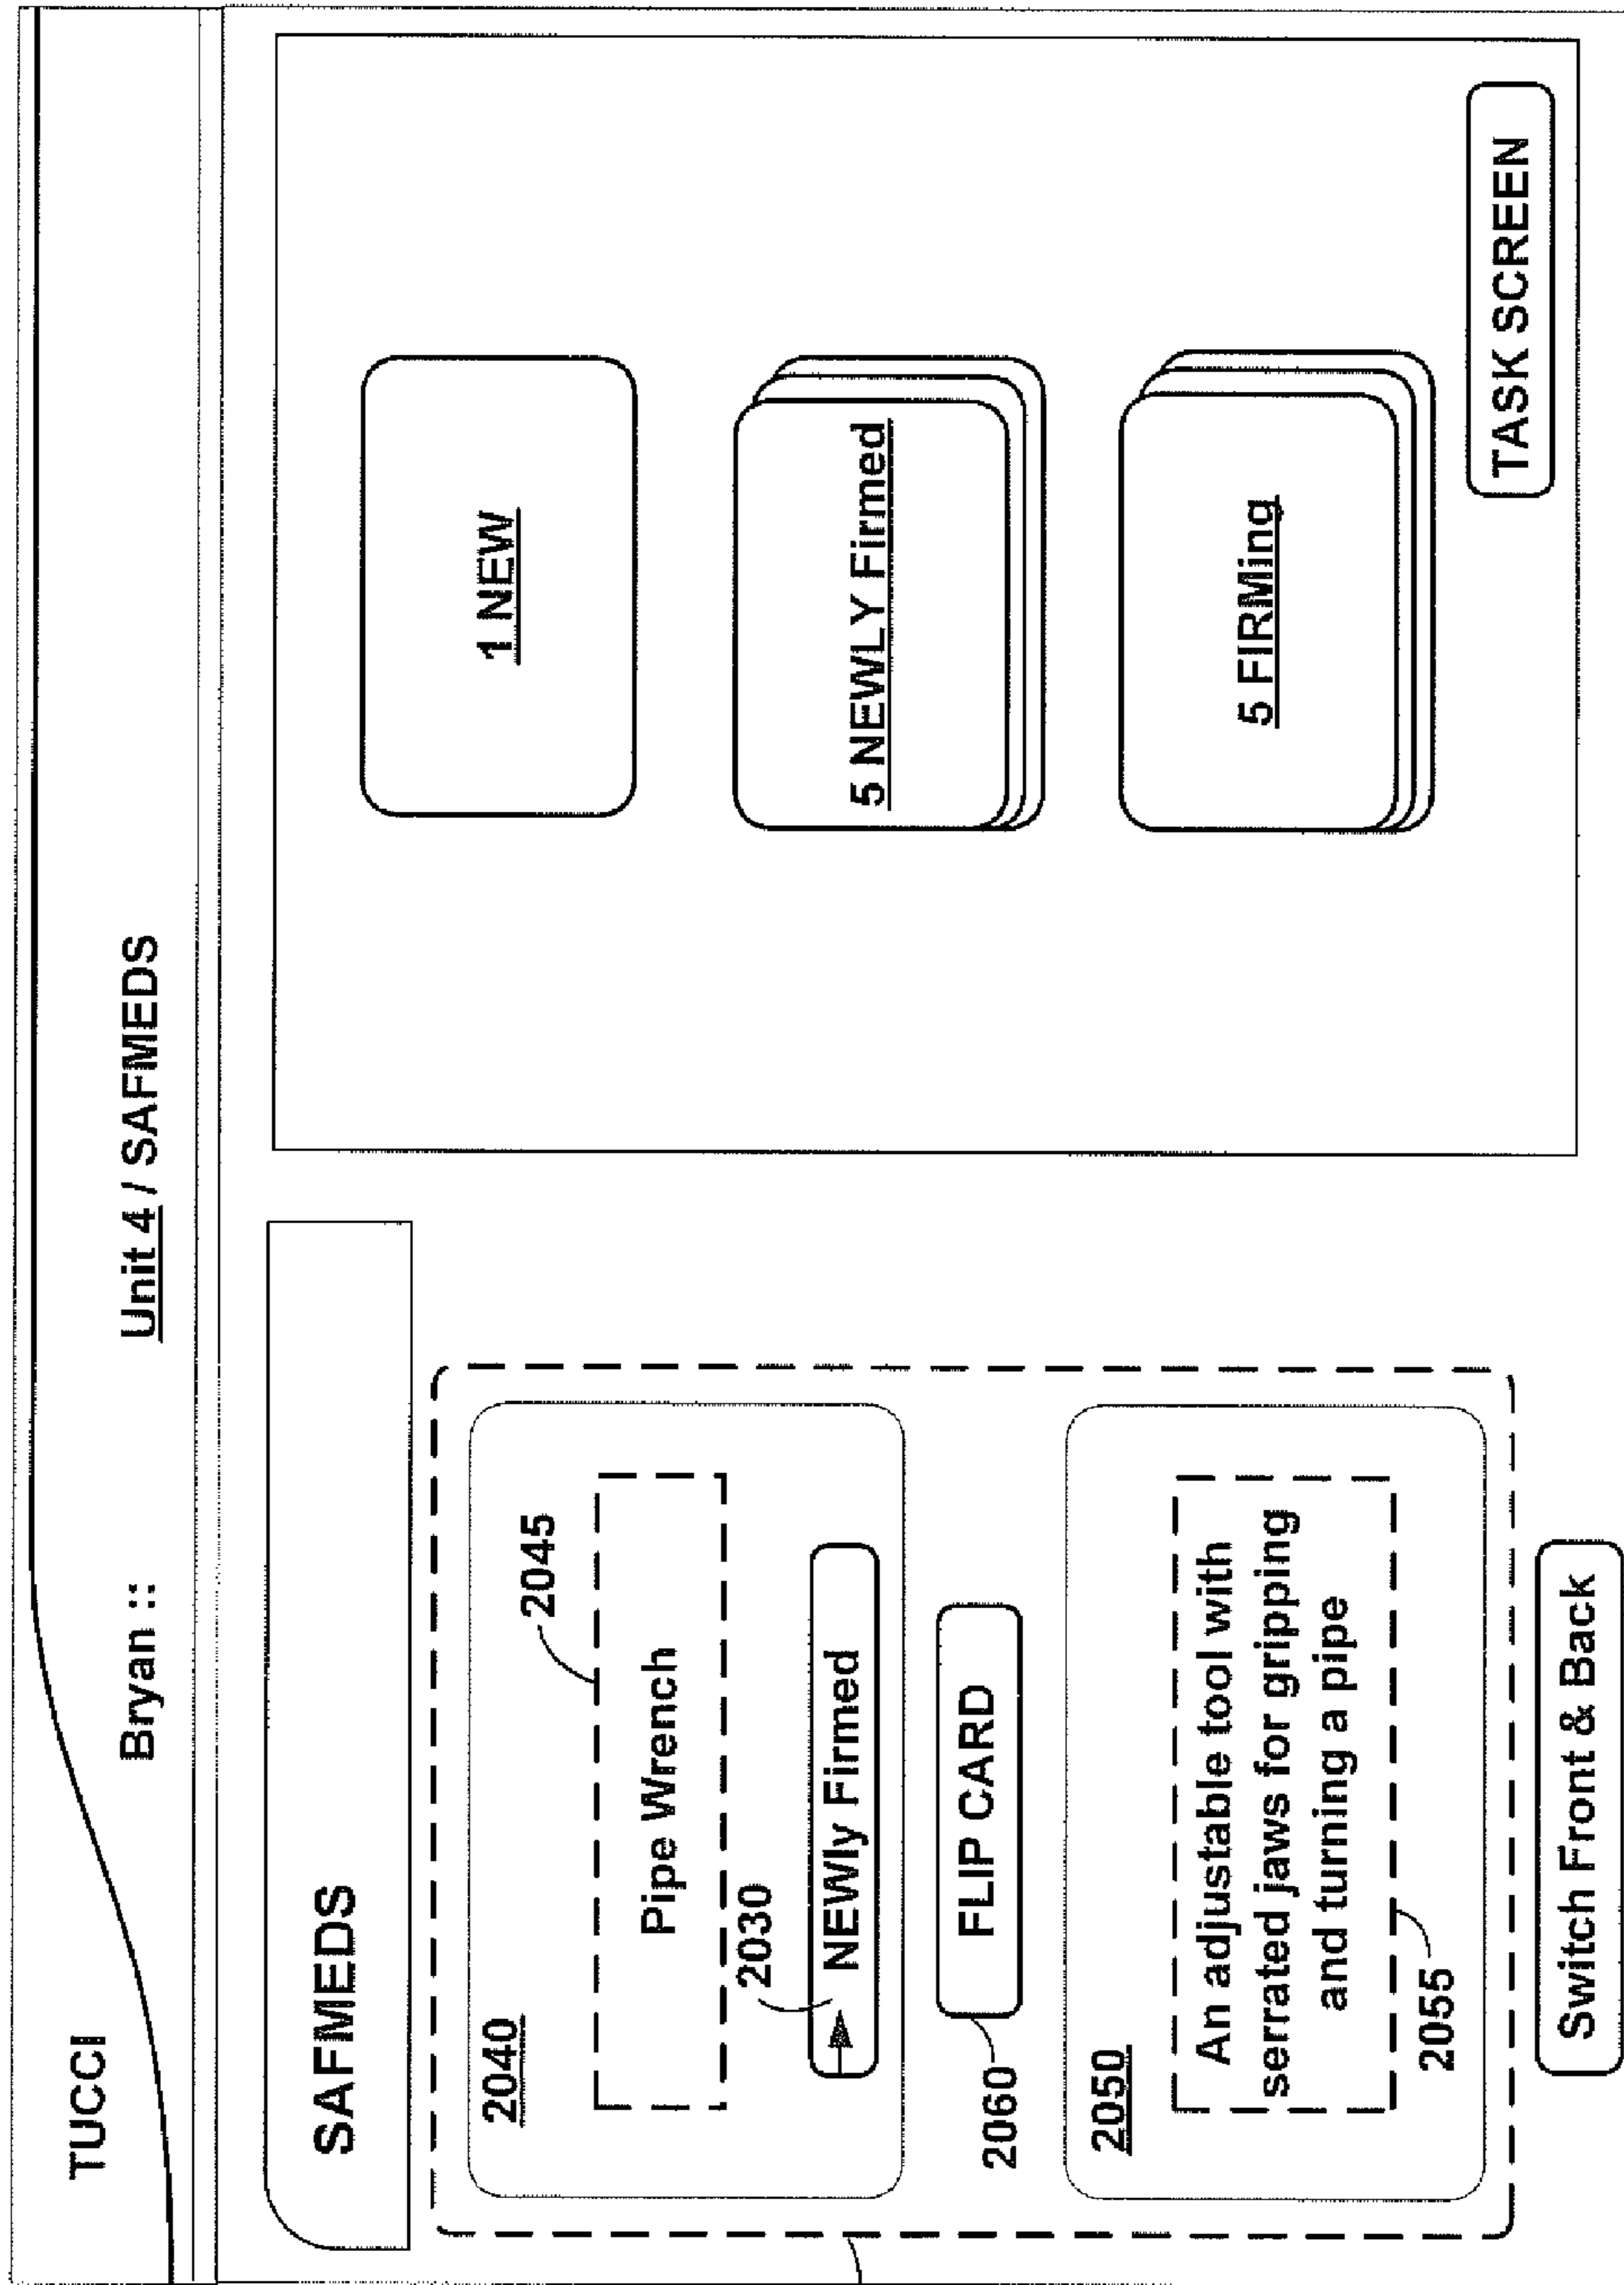 TUCCI
Bryan ::
Unit 4 / SAFMEDS
SAFMEDS
2040
2045
Pipe Wrench
2030
NEWly Firmed
2060
FLIP CARD
2050
An adjustable tool with
serrated jaws for gripping
and turning a pipe
2055
Switch Front & Back
1 NEW
5 NEWLY Firmed
5 FIRMing
TASK SCREEN